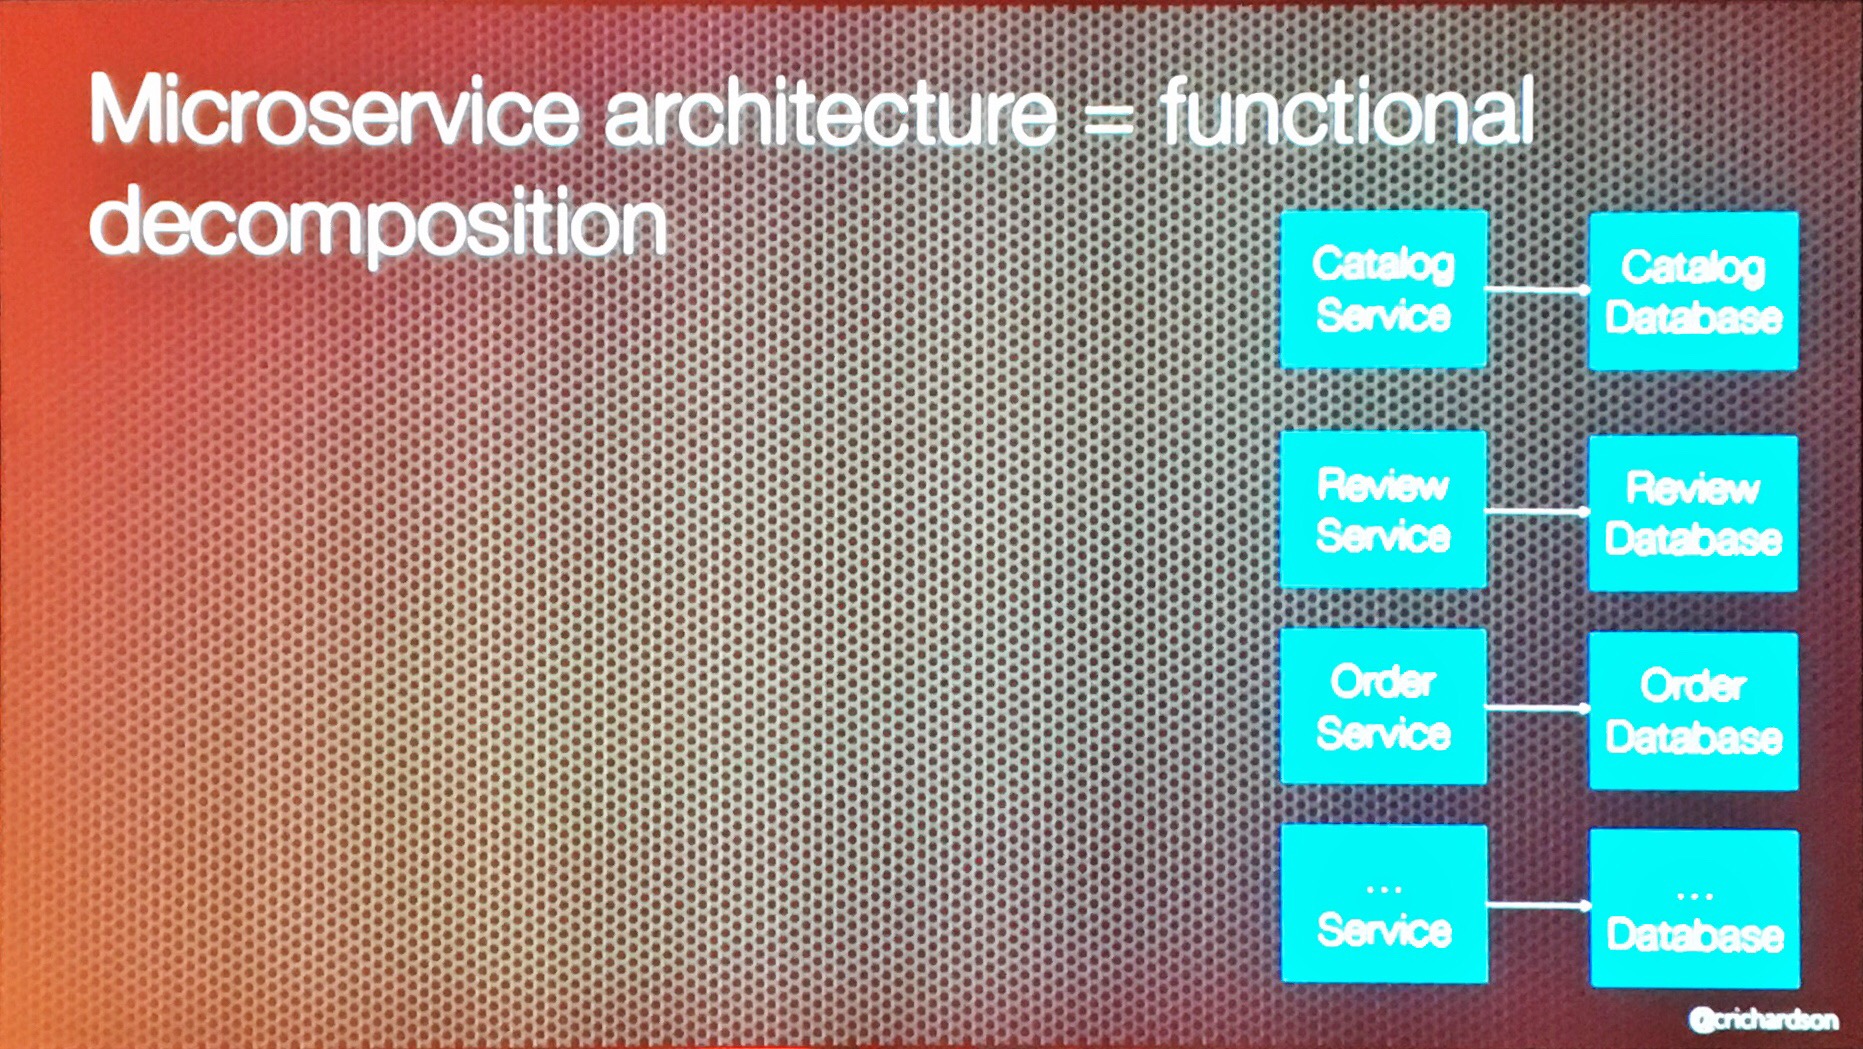 Microservice architecture = functional
decomposition
Catalog
Service
Catalog
Database
Review
Service
Review
Database
Order
Service
Order
Database
...
Service
...
Database
@crichardson